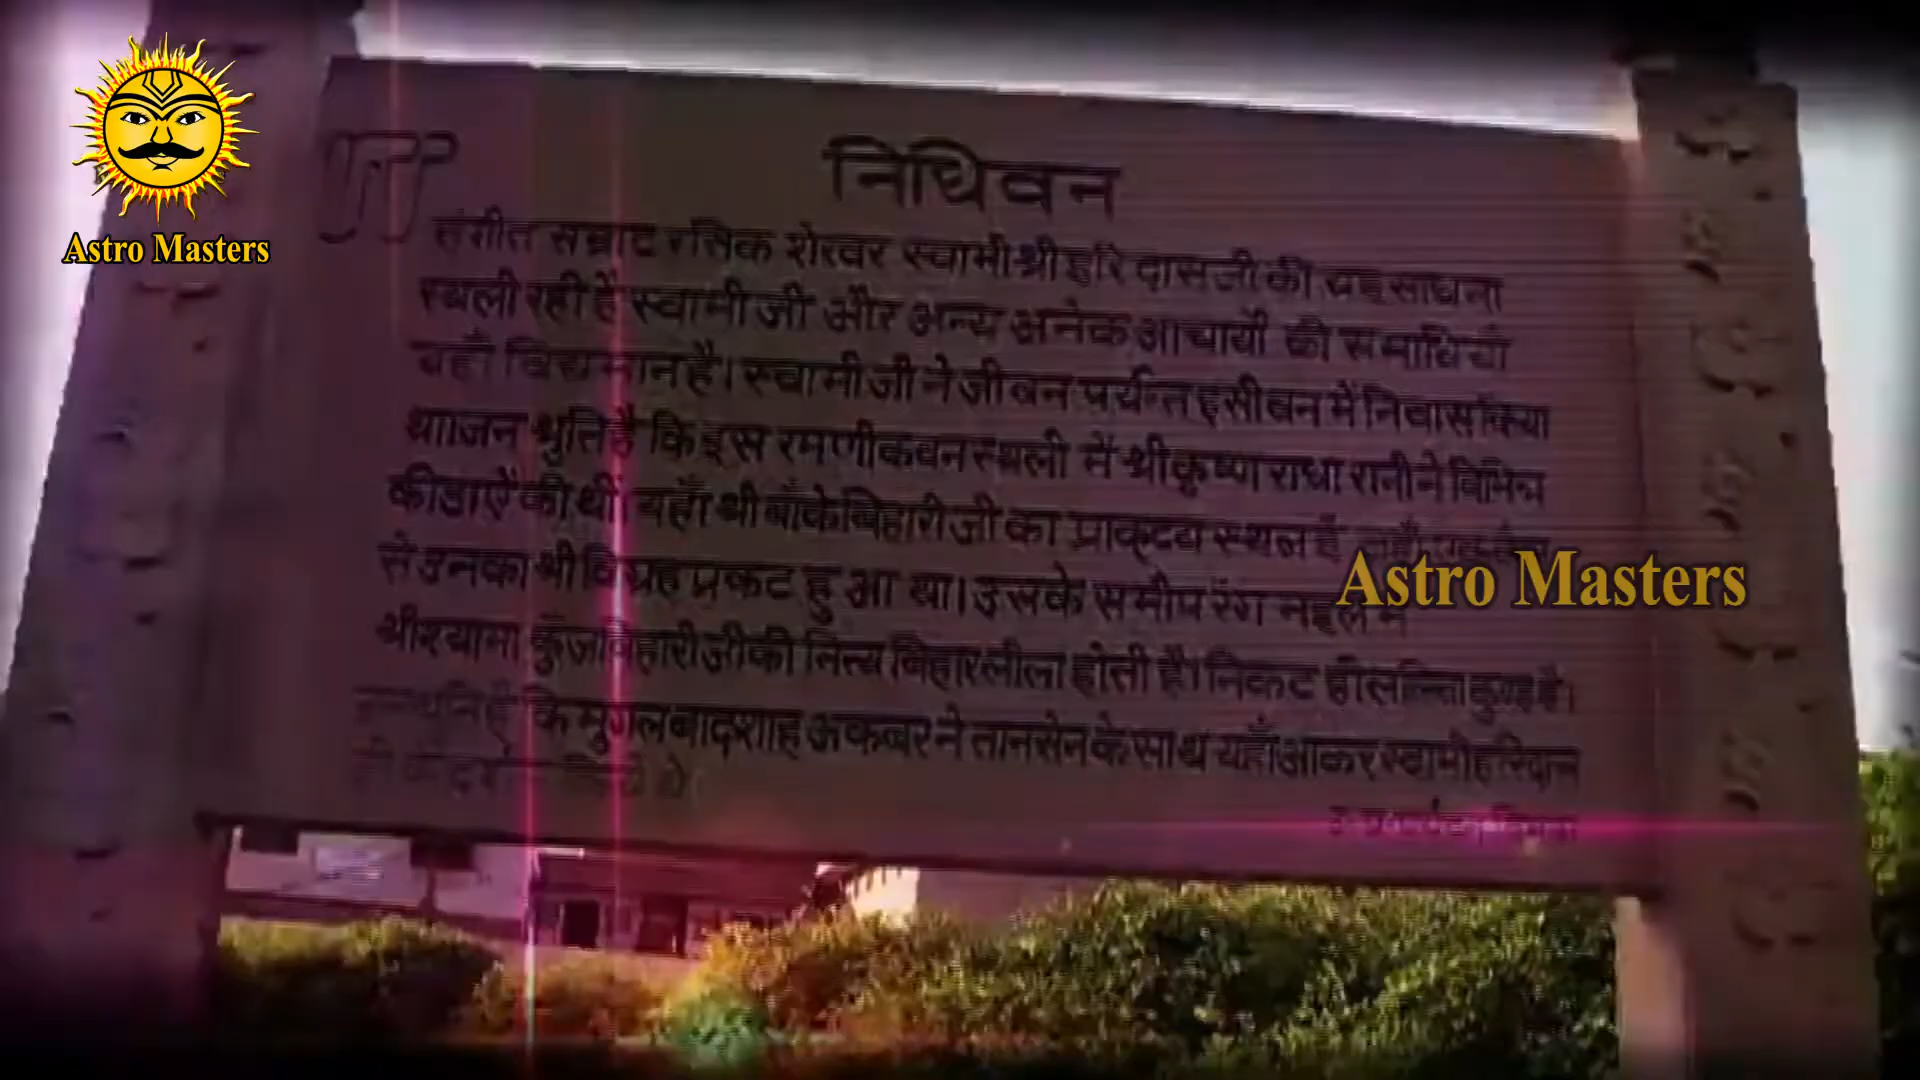 Astro Masters
निधिवन
संगीत सम्राट रसिक शेखर स्वामी श्री हरि दास जी की यह साधना
स्थली रही है स्वामी जी और अन्य अनेक आचार्यो की समाधियाँ
यहाँ विद्यमान है। स्वामी जी ने जीवन पर्यन्त इसी वन में निवास किया
था। जन श्रुति है कि इस रमणीक वन स्थली में श्री कृष्ण राधा रानी ने विभिन्न
क्रीडाऐं की थीं यहाँ श्री बाँके बिहारी जी का प्राकट्य स्थल है
से उनका श्री विग्रह प्रकट हुआ था। उसके समीप रंग महल में
Astro Masters
श्री श्यामा कुंजबिहारी जी की नित्य बिहार लीला होती है। निकट ही ललिता कुण्ड है।
कि मुगल बादशाह अकबर ने तानसेन के साथ यहाँ आकर स्वामी हरिदास
थे।